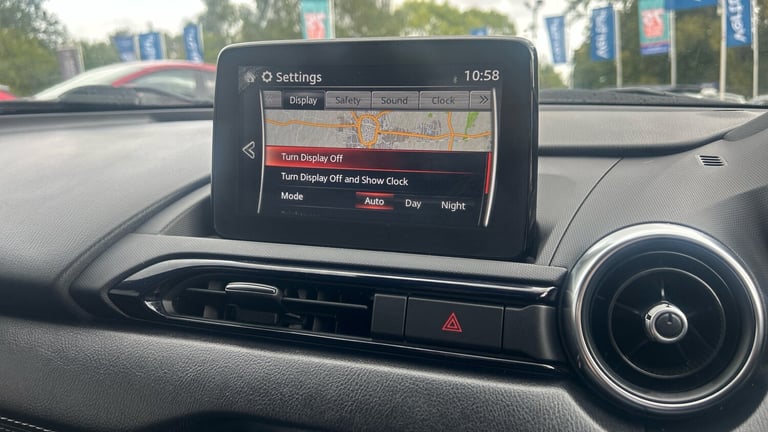 Settings 10:58
Display Safety Sound Clock
Turn Display Off
Turn Display Off and Show Clock
Mode Auto Day Night